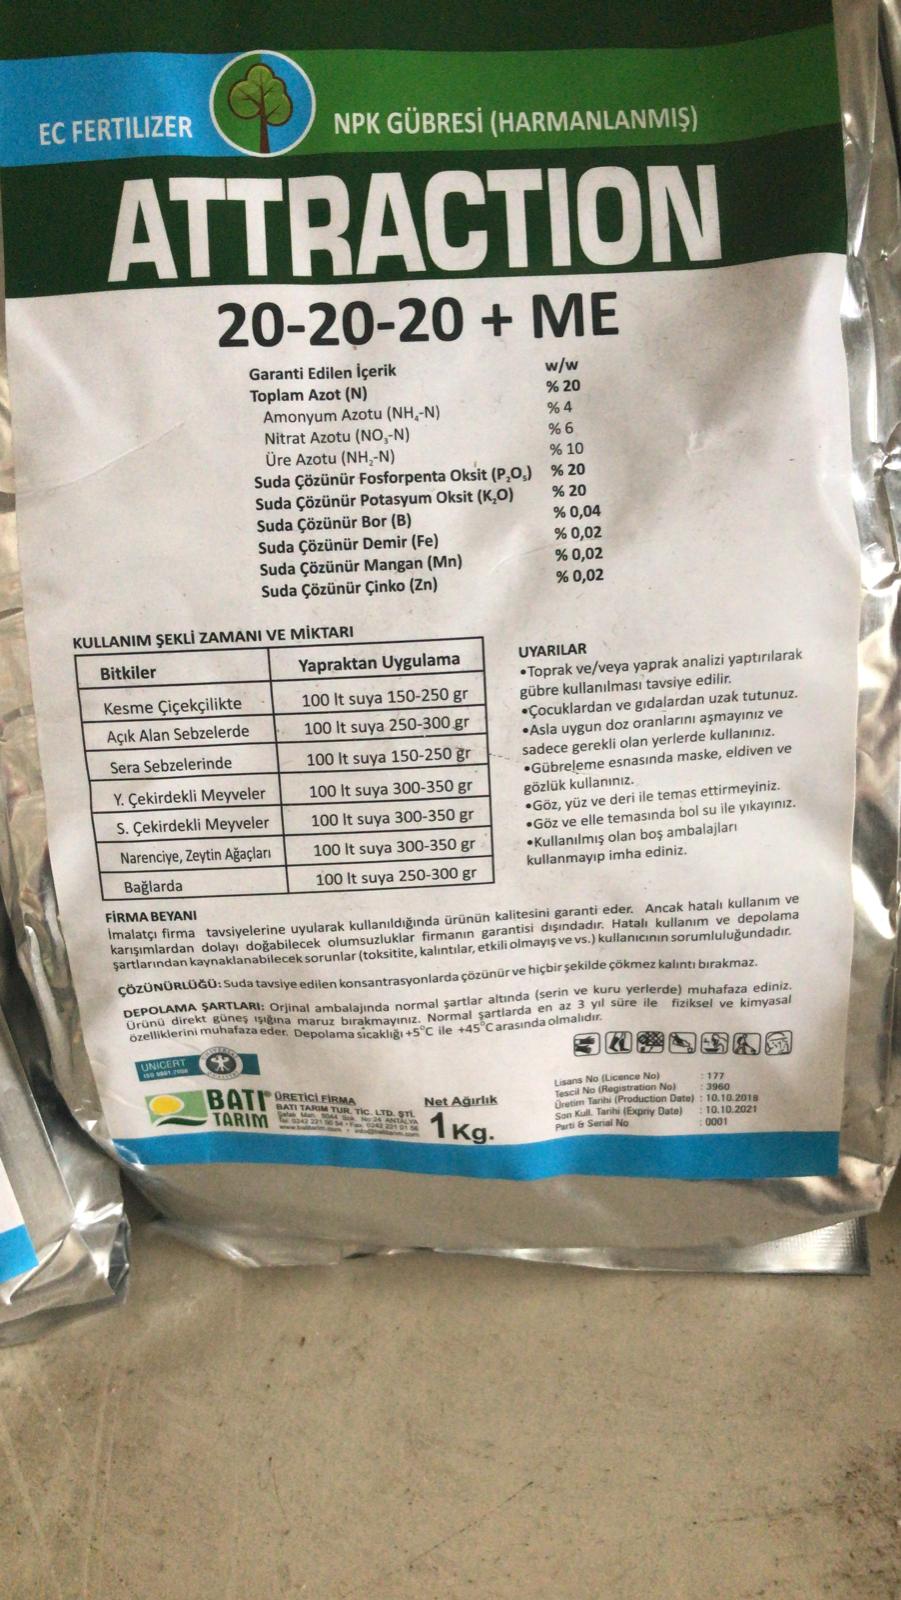 EC FERTILIZER
NPK GÜBRESİ (HARMANLANMIŞ)
ATTRACTION
20-20-20 + ME
Garanti Edilen İçerik w/w
Toplam Azot (N) % 20
Amonyum Azotu (NH₄-N) % 4
Nitrat Azotu (NO₃-N) % 6
Üre Azotu (NH₂-N) % 10
Suda Çözünür Fosforpenta Oksit (P₂O₅) % 20
Suda Çözünür Potasyum Oksit (K₂O) % 20
Suda Çözünür Bor (B) % 0,04
Suda Çözünür Demir (Fe) % 0,02
Suda Çözünür Mangan (Mn) % 0,02
Suda Çözünür Çinko (Zn) % 0,02
KULLANIM ŞEKLİ ZAMANI VE MİKTARI
Bitkiler Yapraktan Uygulama
Kesme Çiçekçilikte 100 lt suya 150-250 gr
Açık Alan Sebzelerde 100 lt suya 250-300 gr
Sera Sebzelerinde 100 lt suya 150-250 gr
Y. Çekirdekli Meyveler 100 lt suya 300-350 gr
S. Çekirdekli Meyveler 100 lt suya 300-350 gr
Narenciye, Zeytin Ağaçları 100 lt suya 300-350 gr
Bağlarda 100 lt suya 250-300 gr
UYARILAR
•Toprak ve/veya yaprak analizi yaptırılarak
gübre kullanılması tavsiye edilir.
•Çocuklardan ve gıdalardan uzak tutunuz.
•Asla uygun doz oranlarını aşmayınız ve
sadece gerekli olan yerlerde kullanınız.
•Gübreleme esnasında maske, eldiven ve
gözlük kullanınız.
•Göz, yüz ve deri ile temas ettirmeyiniz.
•Göz ve elle temasında bol su ile yıkayınız.
•Kullanılmış olan boş ambalajları
kullanmayıp imha ediniz.
FİRMA BEYANI
İmalatçı firma tavsiyelerine uyularak kullanıldığında ürünün kalitesini garanti eder. Ancak hatalı kullanım ve
karışımlardan dolayı doğabilecek olumsuzluklar firmanın garantisi dışındadır. Hatalı kullanım ve depolama
şartlarından kaynaklanabilecek sorunlar (toksitite, kalıntılar, etkili olmayış ve vs.) kullanıcının sorumluluğundadır.
ÇÖZÜNÜRLÜĞÜ: Suda tavsiye edilen konsantrasyonlarda çözünür ve hiçbir şekilde çökmez kalıntı bırakmaz.
DEPOLAMA ŞARTLARI: Orjinal ambalajında normal şartlar altında (serin ve kuru yerlerde) muhafaza ediniz.
Ürünü direkt güneş ışığına maruz bırakmayınız. Normal şartlarda en az 3 yıl süre ile fiziksel ve kimyasal
özelliklerini muhafaza eder. Depolama sıcaklığı +5°C ile +45°C arasında olmalıdır.
UNICERT
ISO 9001:2008
BATI
TARIM
ÜRETİCİ FİRMA
BATI TARIM TUR. TİC. LTD. ŞTİ.
Net Ağırlık
1 Kg.
Lisans No (Licence No) : 177
Tescil No (Registration No) : 3960
Üretim Tarihi (Production Date) : 10.10.2018
Son Kull. Tarihi (Expriy Date) : 10.10.2021
Parti & Serial No : 0001